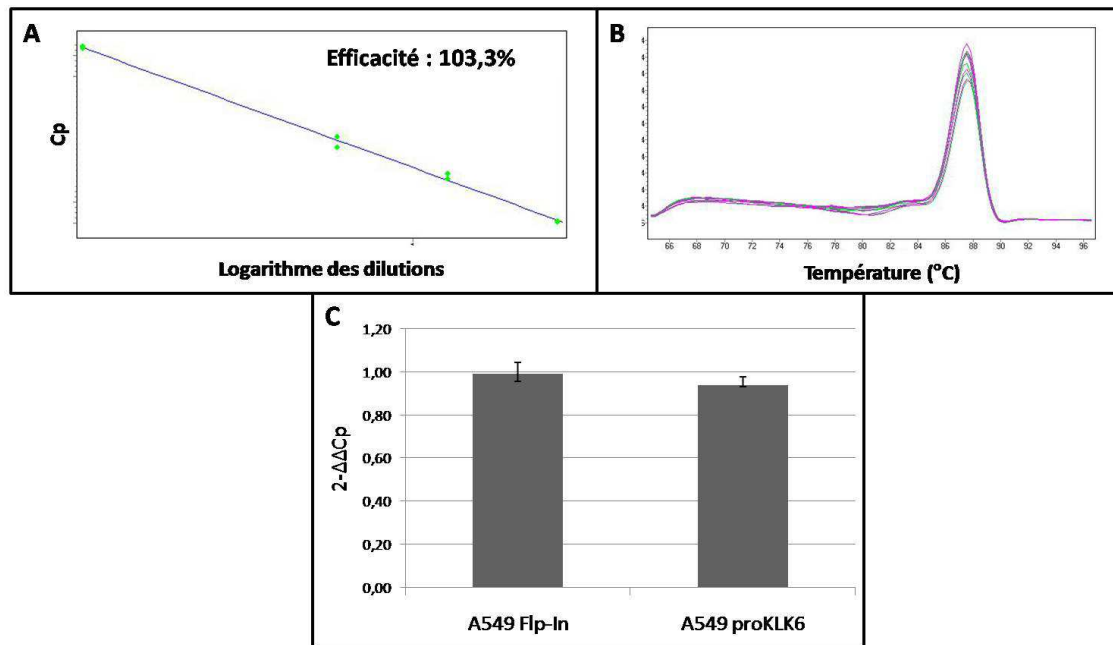 A
Efficacité : 103,3%
Cp
Logarithme des dilutions
B
66 68 70 72 74 76 78 80 82 84 86 88 90 92 94 96
Température (°C)
C
1,20
1,00
0,80
0,60
0,40
0,20
0,00
2-ΔΔCp
A549 Flp-In
A549 proKLK6